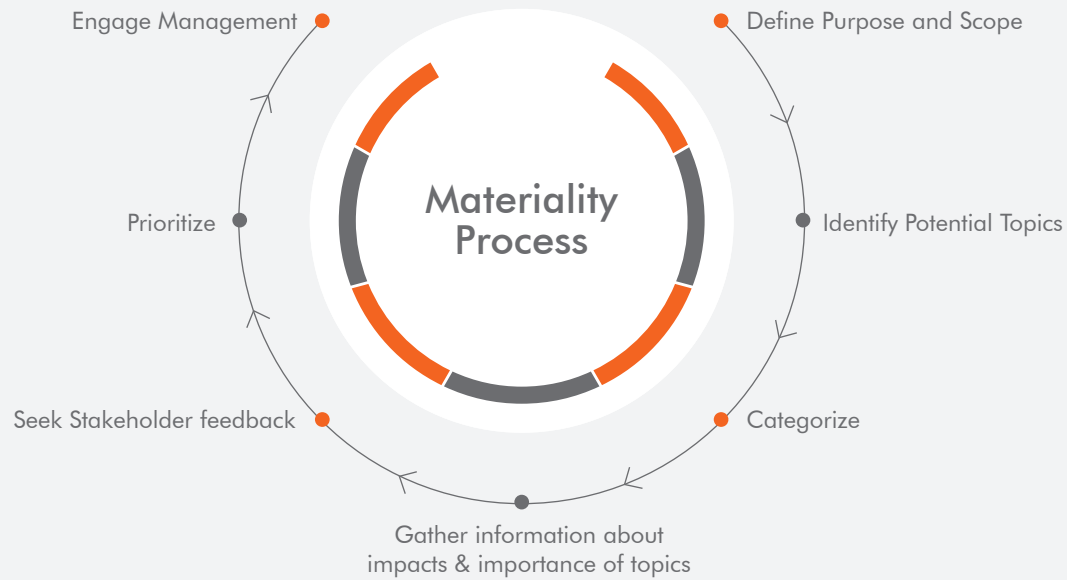 Materiality
Process
Define Purpose and Scope
Identify Potential Topics
Categorize
Gather information about
impacts & importance of topics
Seek Stakeholder feedback
Prioritize
Engage Management